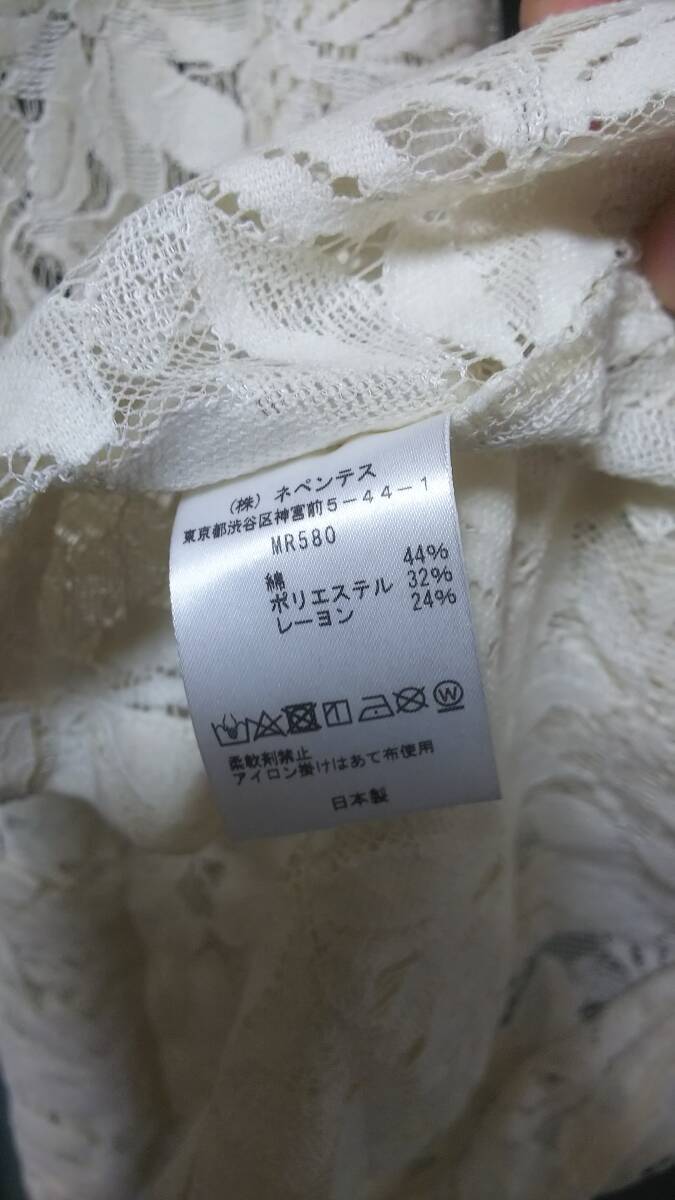 (株) ネペンテス
東京都渋谷区神宮前5-44-1
MR580
綿 44%
ポリエステル 32%
レーヨン 24%
W
柔軟剤禁止
アイロン掛けはあて布使用
日本製